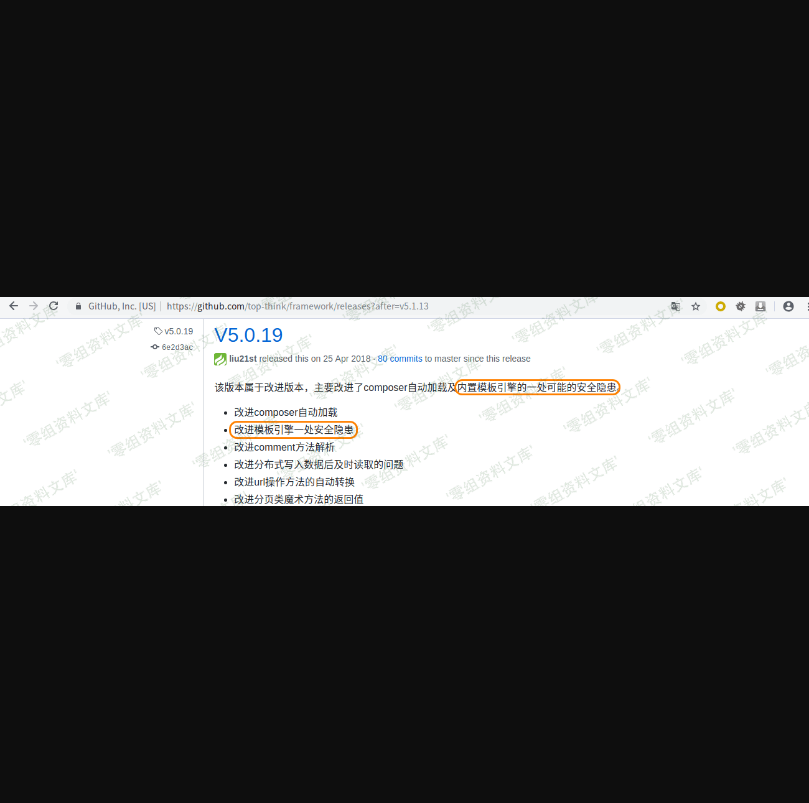 GitHub, Inc. [US] | https://github.com/top-think/framework/releases?after=v5.1.13
v5.0.19
6e2d3ac
V5.0.19
liu21st released this on 25 Apr 2018 · 80 commits to master since this release
该版本属于改进版本，主要改进了composer自动加载及内置模板引擎的一处可能的安全隐患
• 改进composer自动加载
• 改进模板引擎一处安全隐患
• 改进comment方法解析
• 改进分布式写入数据后及时读取的问题
• 改进url操作方法的自动转换
• 改进分页类魔术方法的返回值
'零组资料文库'